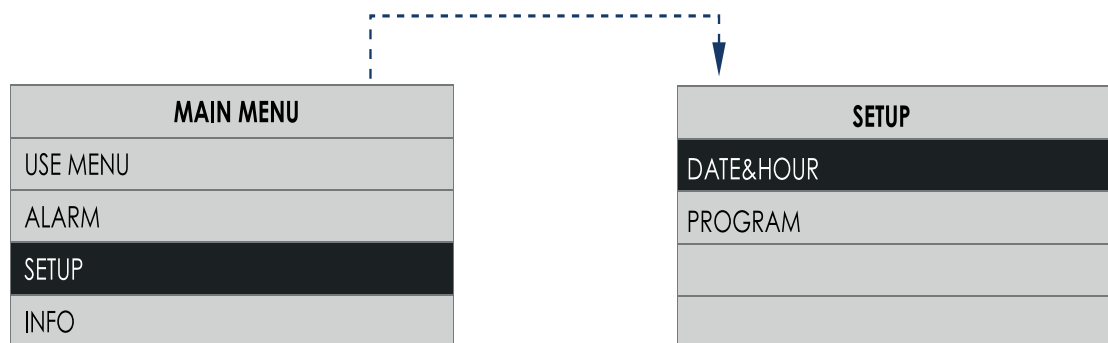 MAIN MENU
USE MENU
ALARM
SETUP
INFO
SETUP
DATE&HOUR
PROGRAM